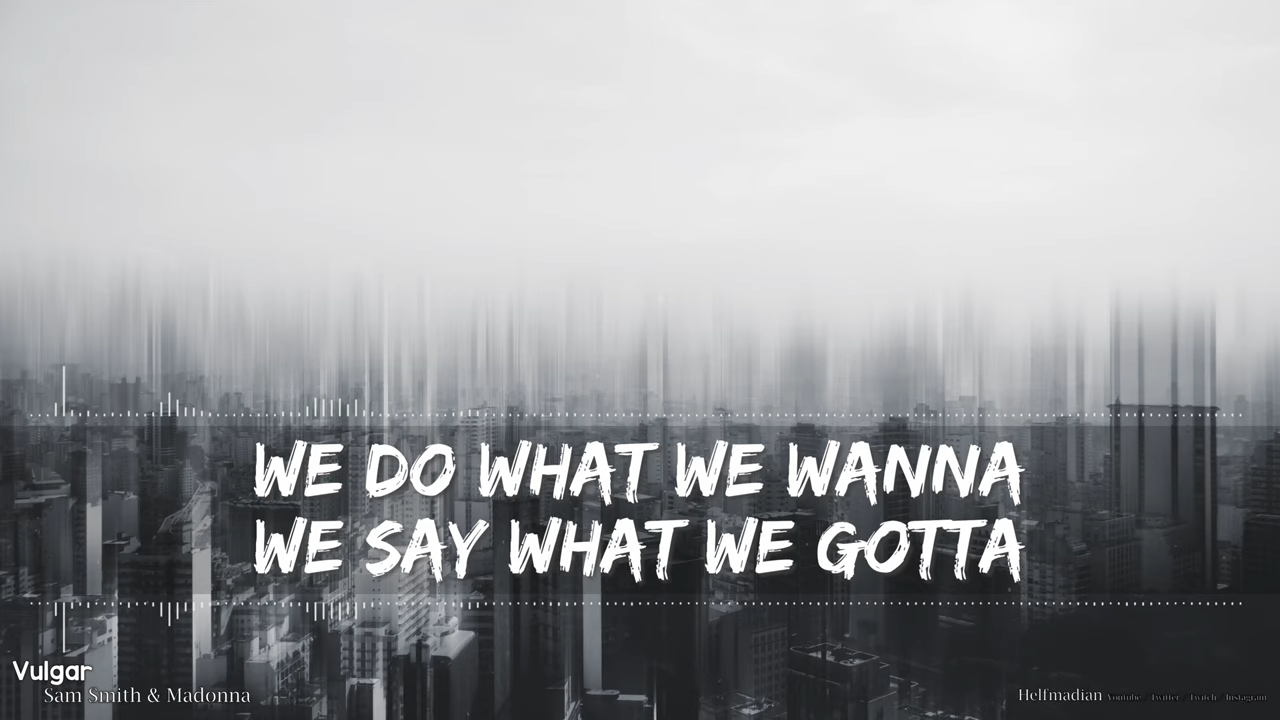 WE DO WHAT WE WANNA
WE SAY WHAT WE GOTTA
Vulgar
Sam Smith & Madonna
Helfmadian Youtube / Twitter / Twitch / Instagram